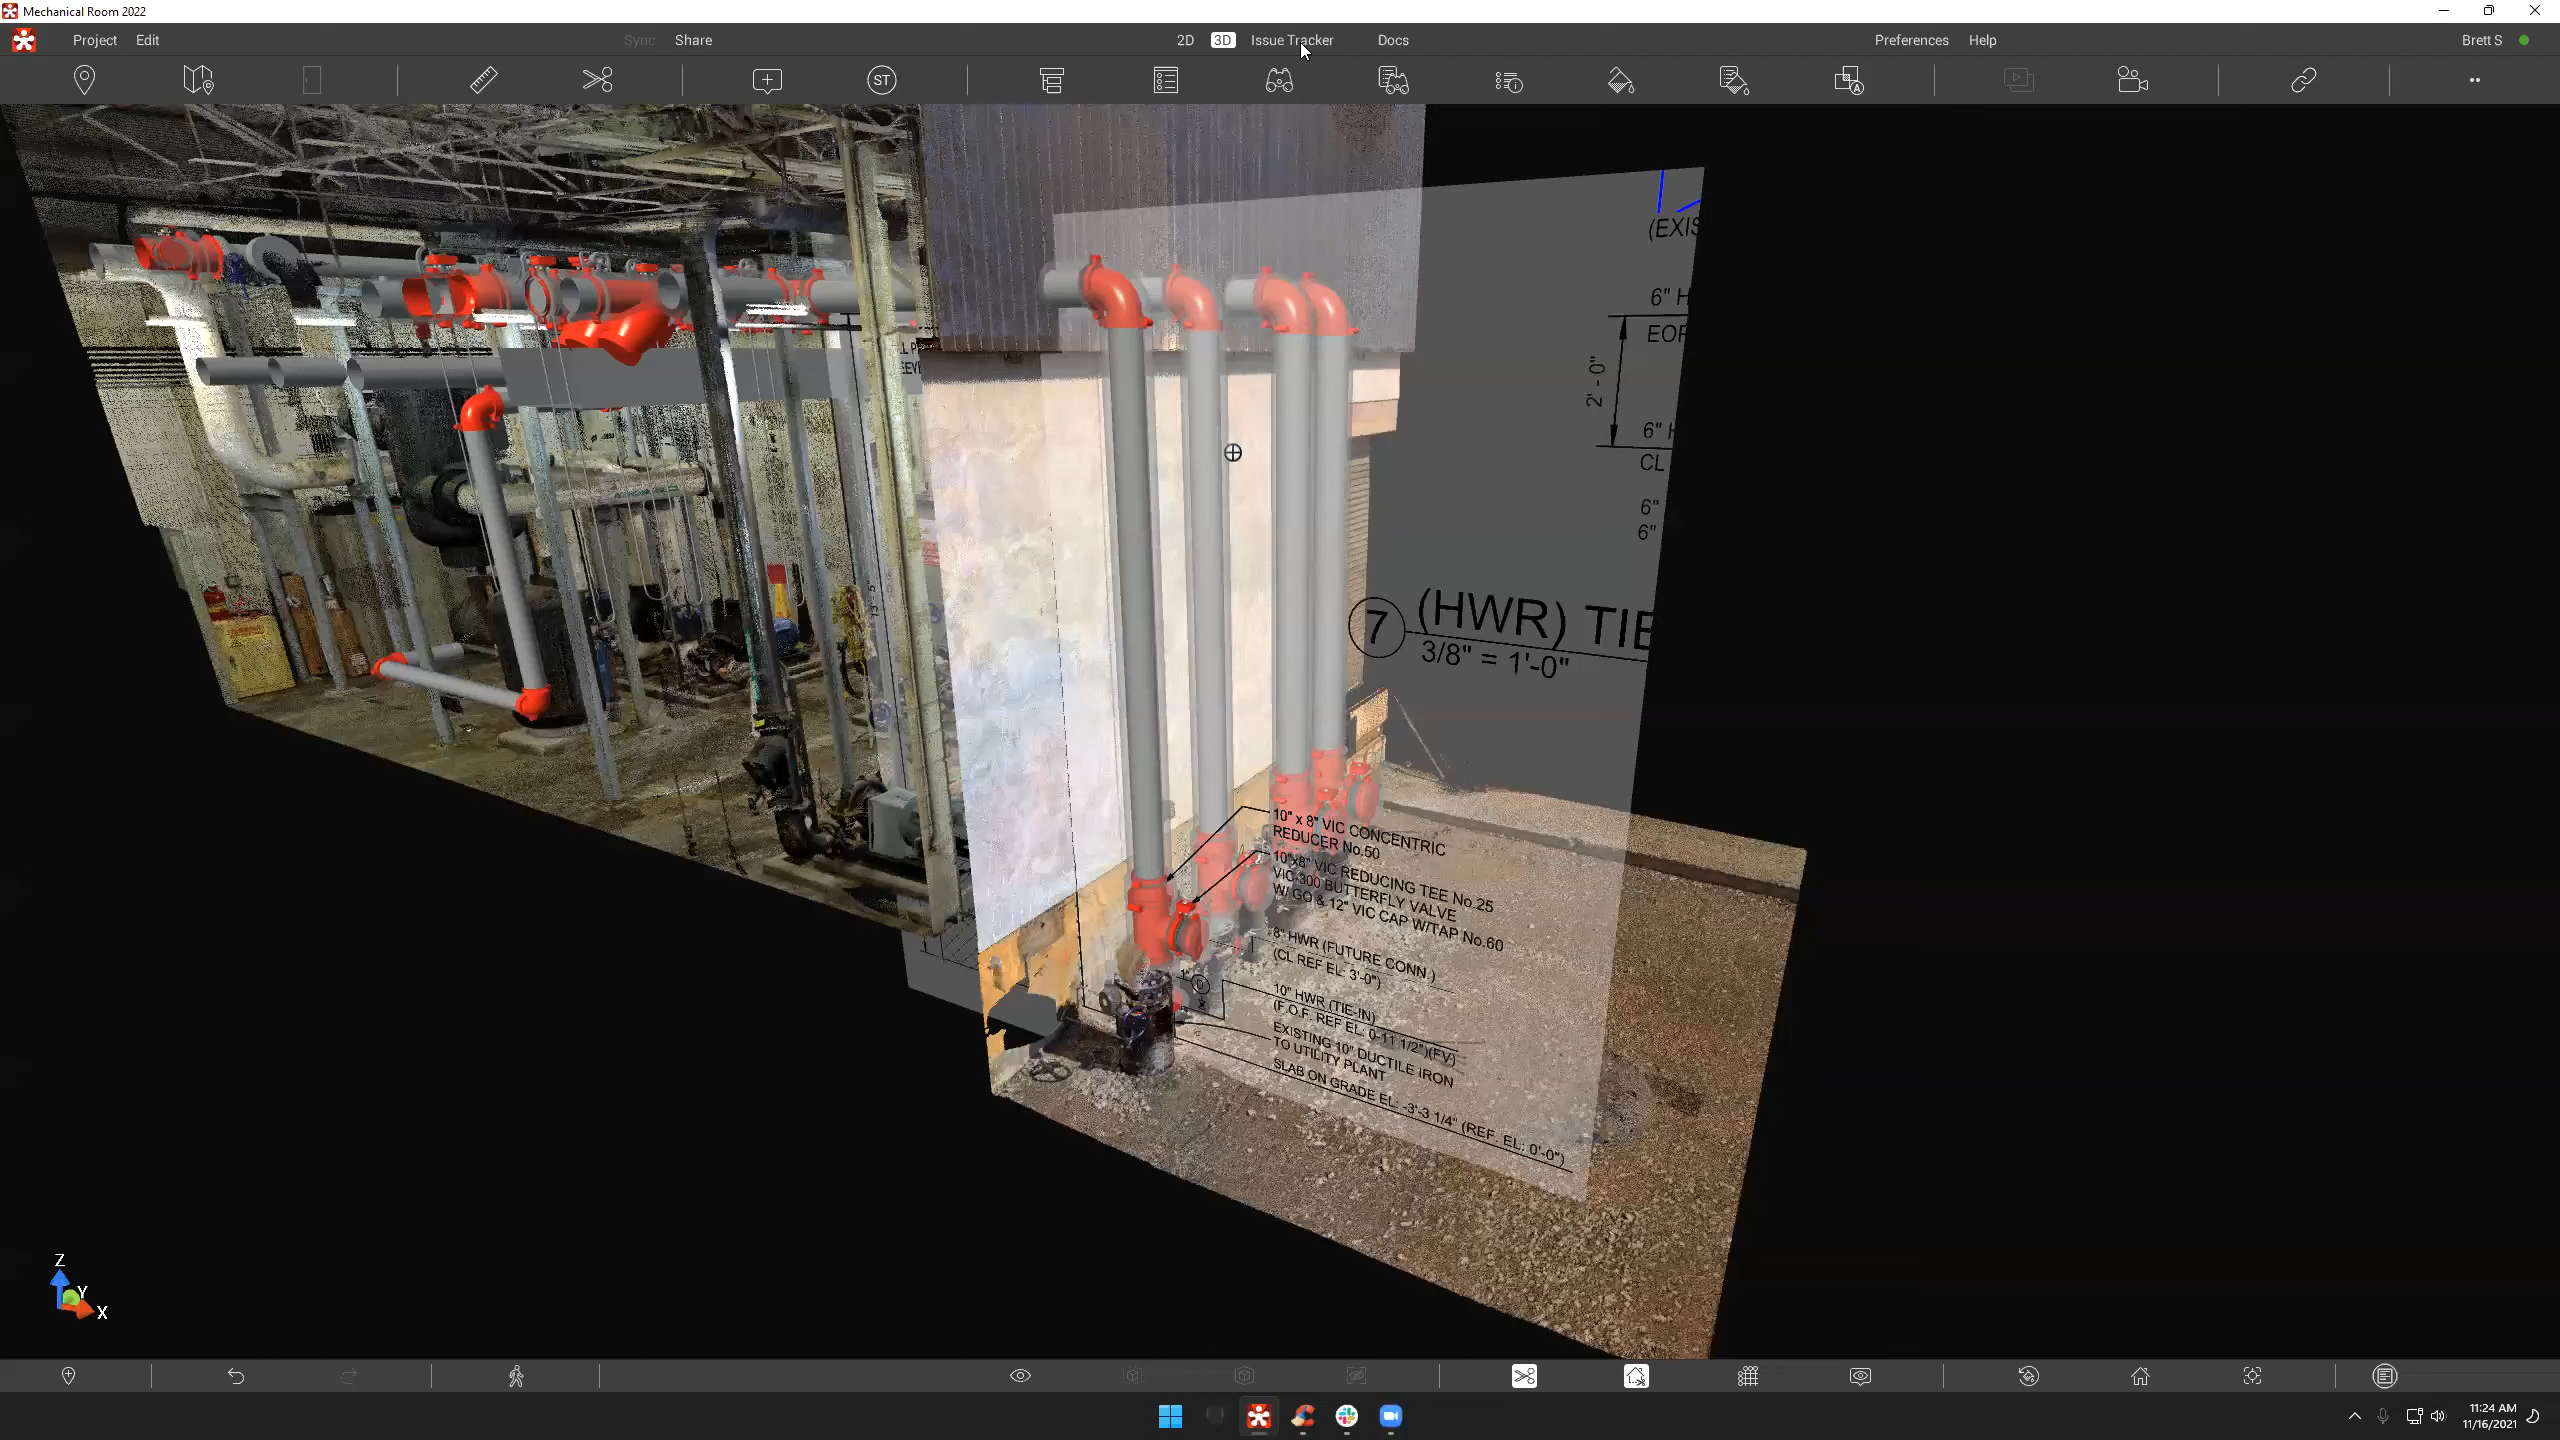 Mechanical Room 2022
Project Edit Sync Share 2D 3D Issue Tracker Docs Preferences Help Brett S
ST
(EXIS
6" H
EOF
2' - 0"
6" H
CL
6"
6"
13' - 5"
7 (HWR) TIE
3/8" = 1'-0"
10" x 8" VIC CONCENTRIC
REDUCER No.50
10"x8" VIC REDUCING TEE No.25
VIC-300 BUTTERFLY VALVE
W/ GO & 12" VIC CAP W/TAP No.60
8" HWR (FUTURE CONN.)
(CL REF EL: 3'-0")
1" D
10" HWR (TIE-IN)
(F.O.F. REF EL: 0-11 1/2")(FV)
EXISTING 10" DUCTILE IRON
TO UTILITY PLANT
SLAB ON GRADE EL: -3'-3 1/4" (REF. EL: 0'-0")
Z
Y
X
11:24 AM
11/16/2021